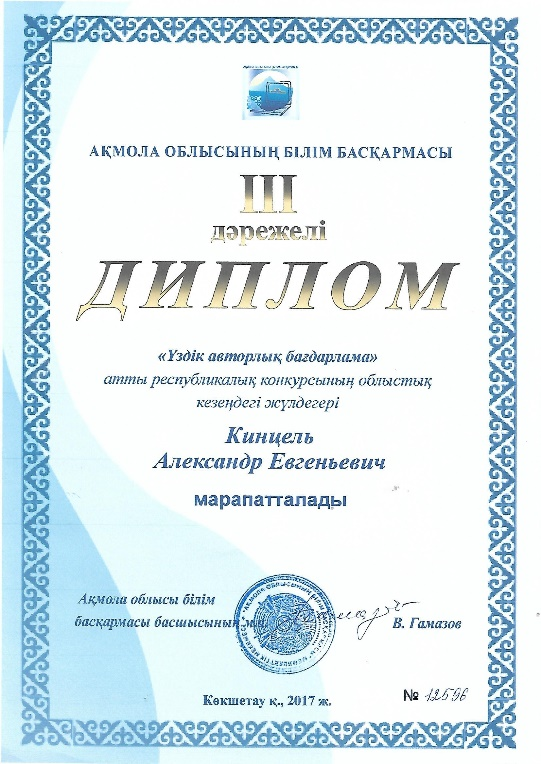 АҚМОЛА ОБЛЫСЫНЫҢ БІЛІМ БАСҚАРМАСЫ
III
дәрежелі
ДИПЛОМ
«Үздік авторлық бағдарлама»
атты республикалық конкурсының облыстық
кезеңдегі жүлдегері
Кинцель
Александр Евгеньевич
марапатталады
Ақмола облысы білім
басқармасы басшысының м.а.
В. Гамазов
Көкшетау қ., 2017 ж.
№ 12596